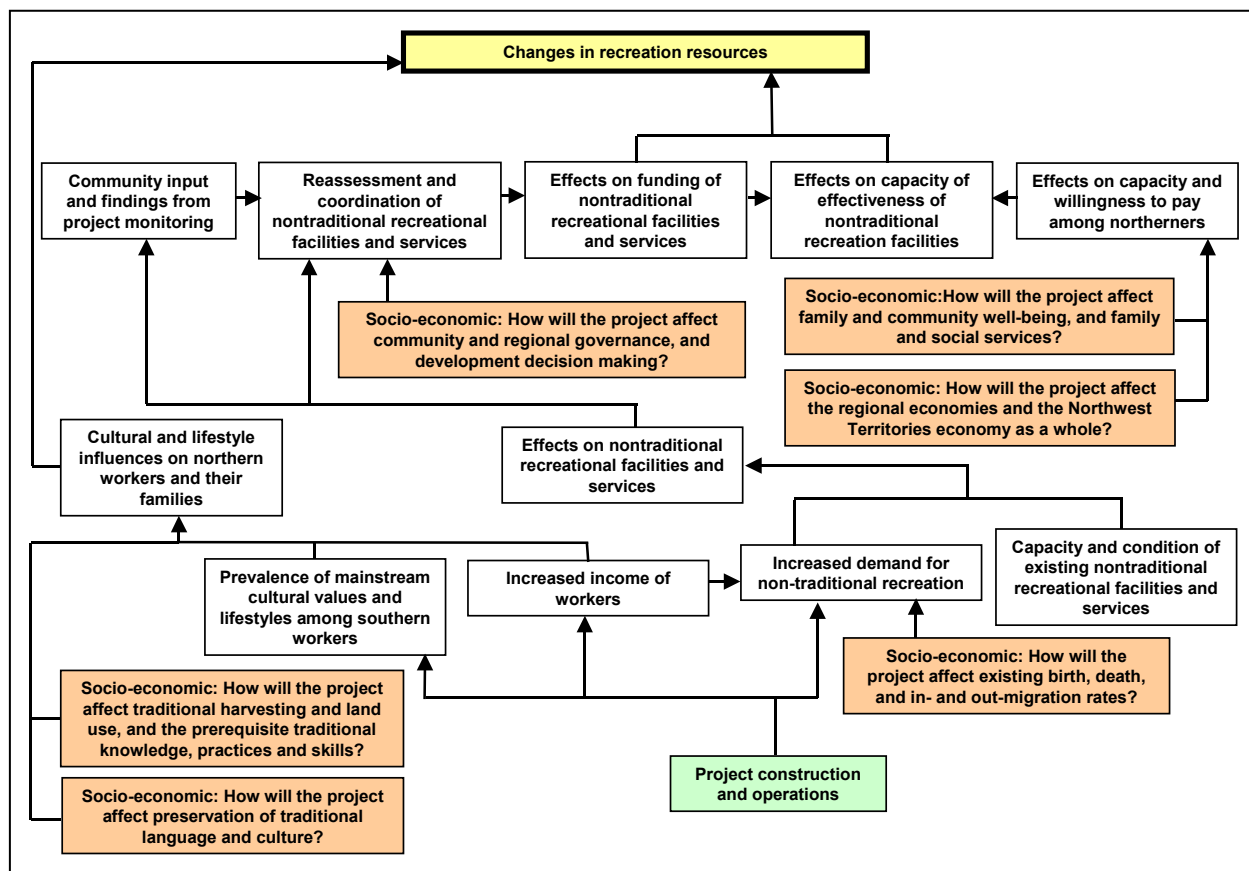 Changes in recreation resources
Community input
and findings from
project monitoring
Reassessment and
coordination of
nontraditional recreational
facilities and services
Effects on funding of
nontraditional
recreational facilities
and services
Effects on capacity of
effectiveness of
nontraditional
recreation facilities
Effects on capacity and
willingness to pay
among northerners
Socio-economic: How will the project affect
community and regional governance, and
development decision making?
Socio-economic:How will the project affect
family and community well-being, and family
and social services?
Socio-economic: How will the project affect
the regional economies and the Northwest
Territories economy as a whole?
Cultural and lifestyle
influences on northern
workers and their
families
Effects on nontraditional
recreational facilities and
services
Prevalence of mainstream
cultural values and
lifestyles among southern
workers
Increased income of
workers
Increased demand for
non-traditional recreation
Capacity and condition of
existing nontraditional
recreational facilities and
services
Socio-economic: How will the
project affect existing birth, death,
and in- and out-migration rates?
Socio-economic: How will the project
affect traditional harvesting and land
use, and the prerequisite traditional
knowledge, practices and skills?
Project construction
and operations
Socio-economic: How will the project
affect preservation of traditional
language and culture?